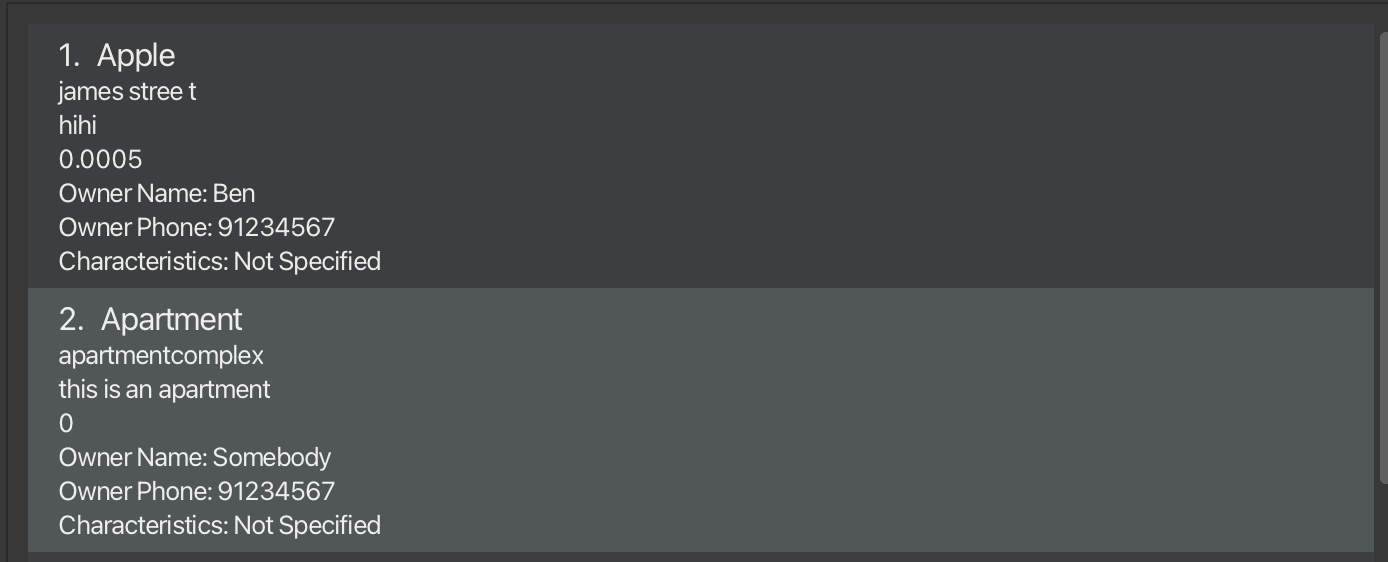 1. Apple
james stree t
hihi
0.0005
Owner Name: Ben
Owner Phone: 91234567
Characteristics: Not Specified
2. Apartment
apartmentcomplex
this is an apartment
0
Owner Name: Somebody
Owner Phone: 91234567
Characteristics: Not Specified